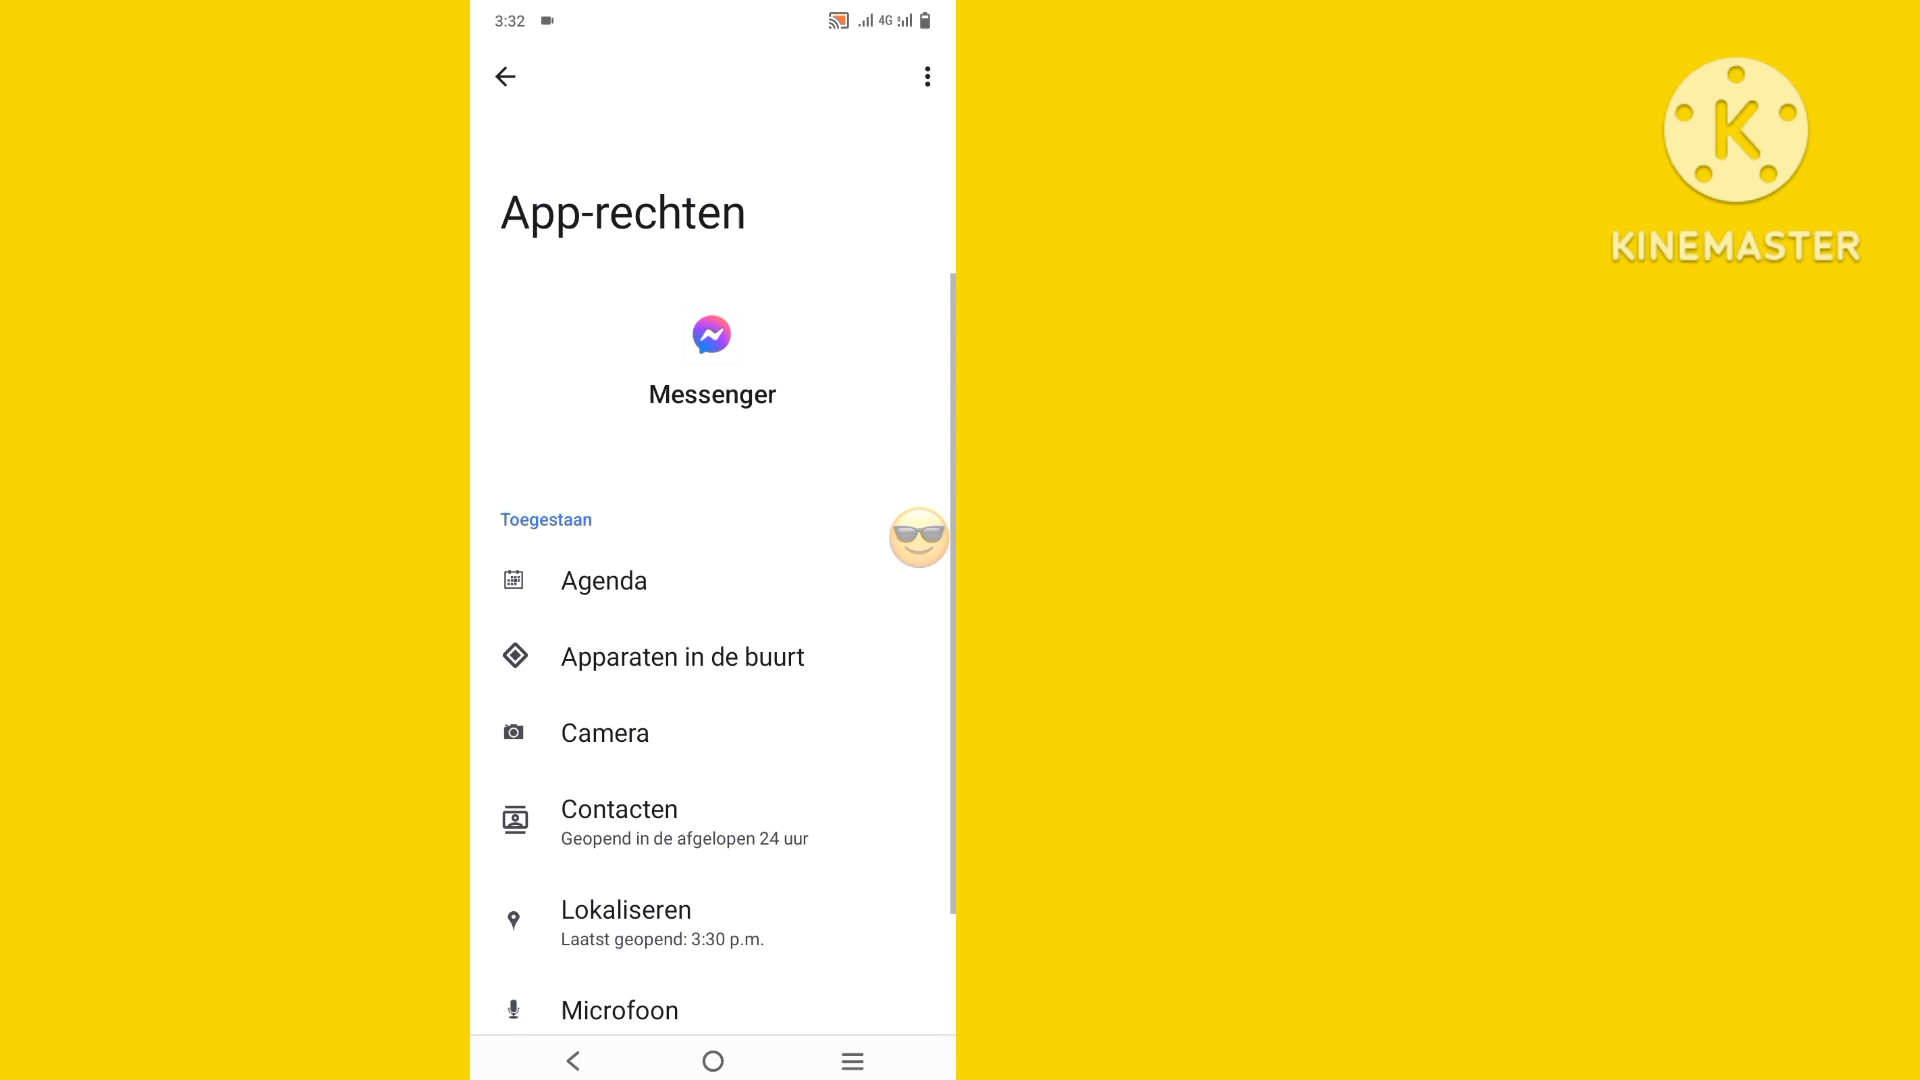 3:32
4G
App-rechten
K
KINEMASTER
Messenger
Toegestaan
Agenda
Apparaten in de buurt
Camera
Contacten
Geopend in de afgelopen 24 uur
Lokaliseren
Laatst geopend: 3:30 p.m.
Microfoon